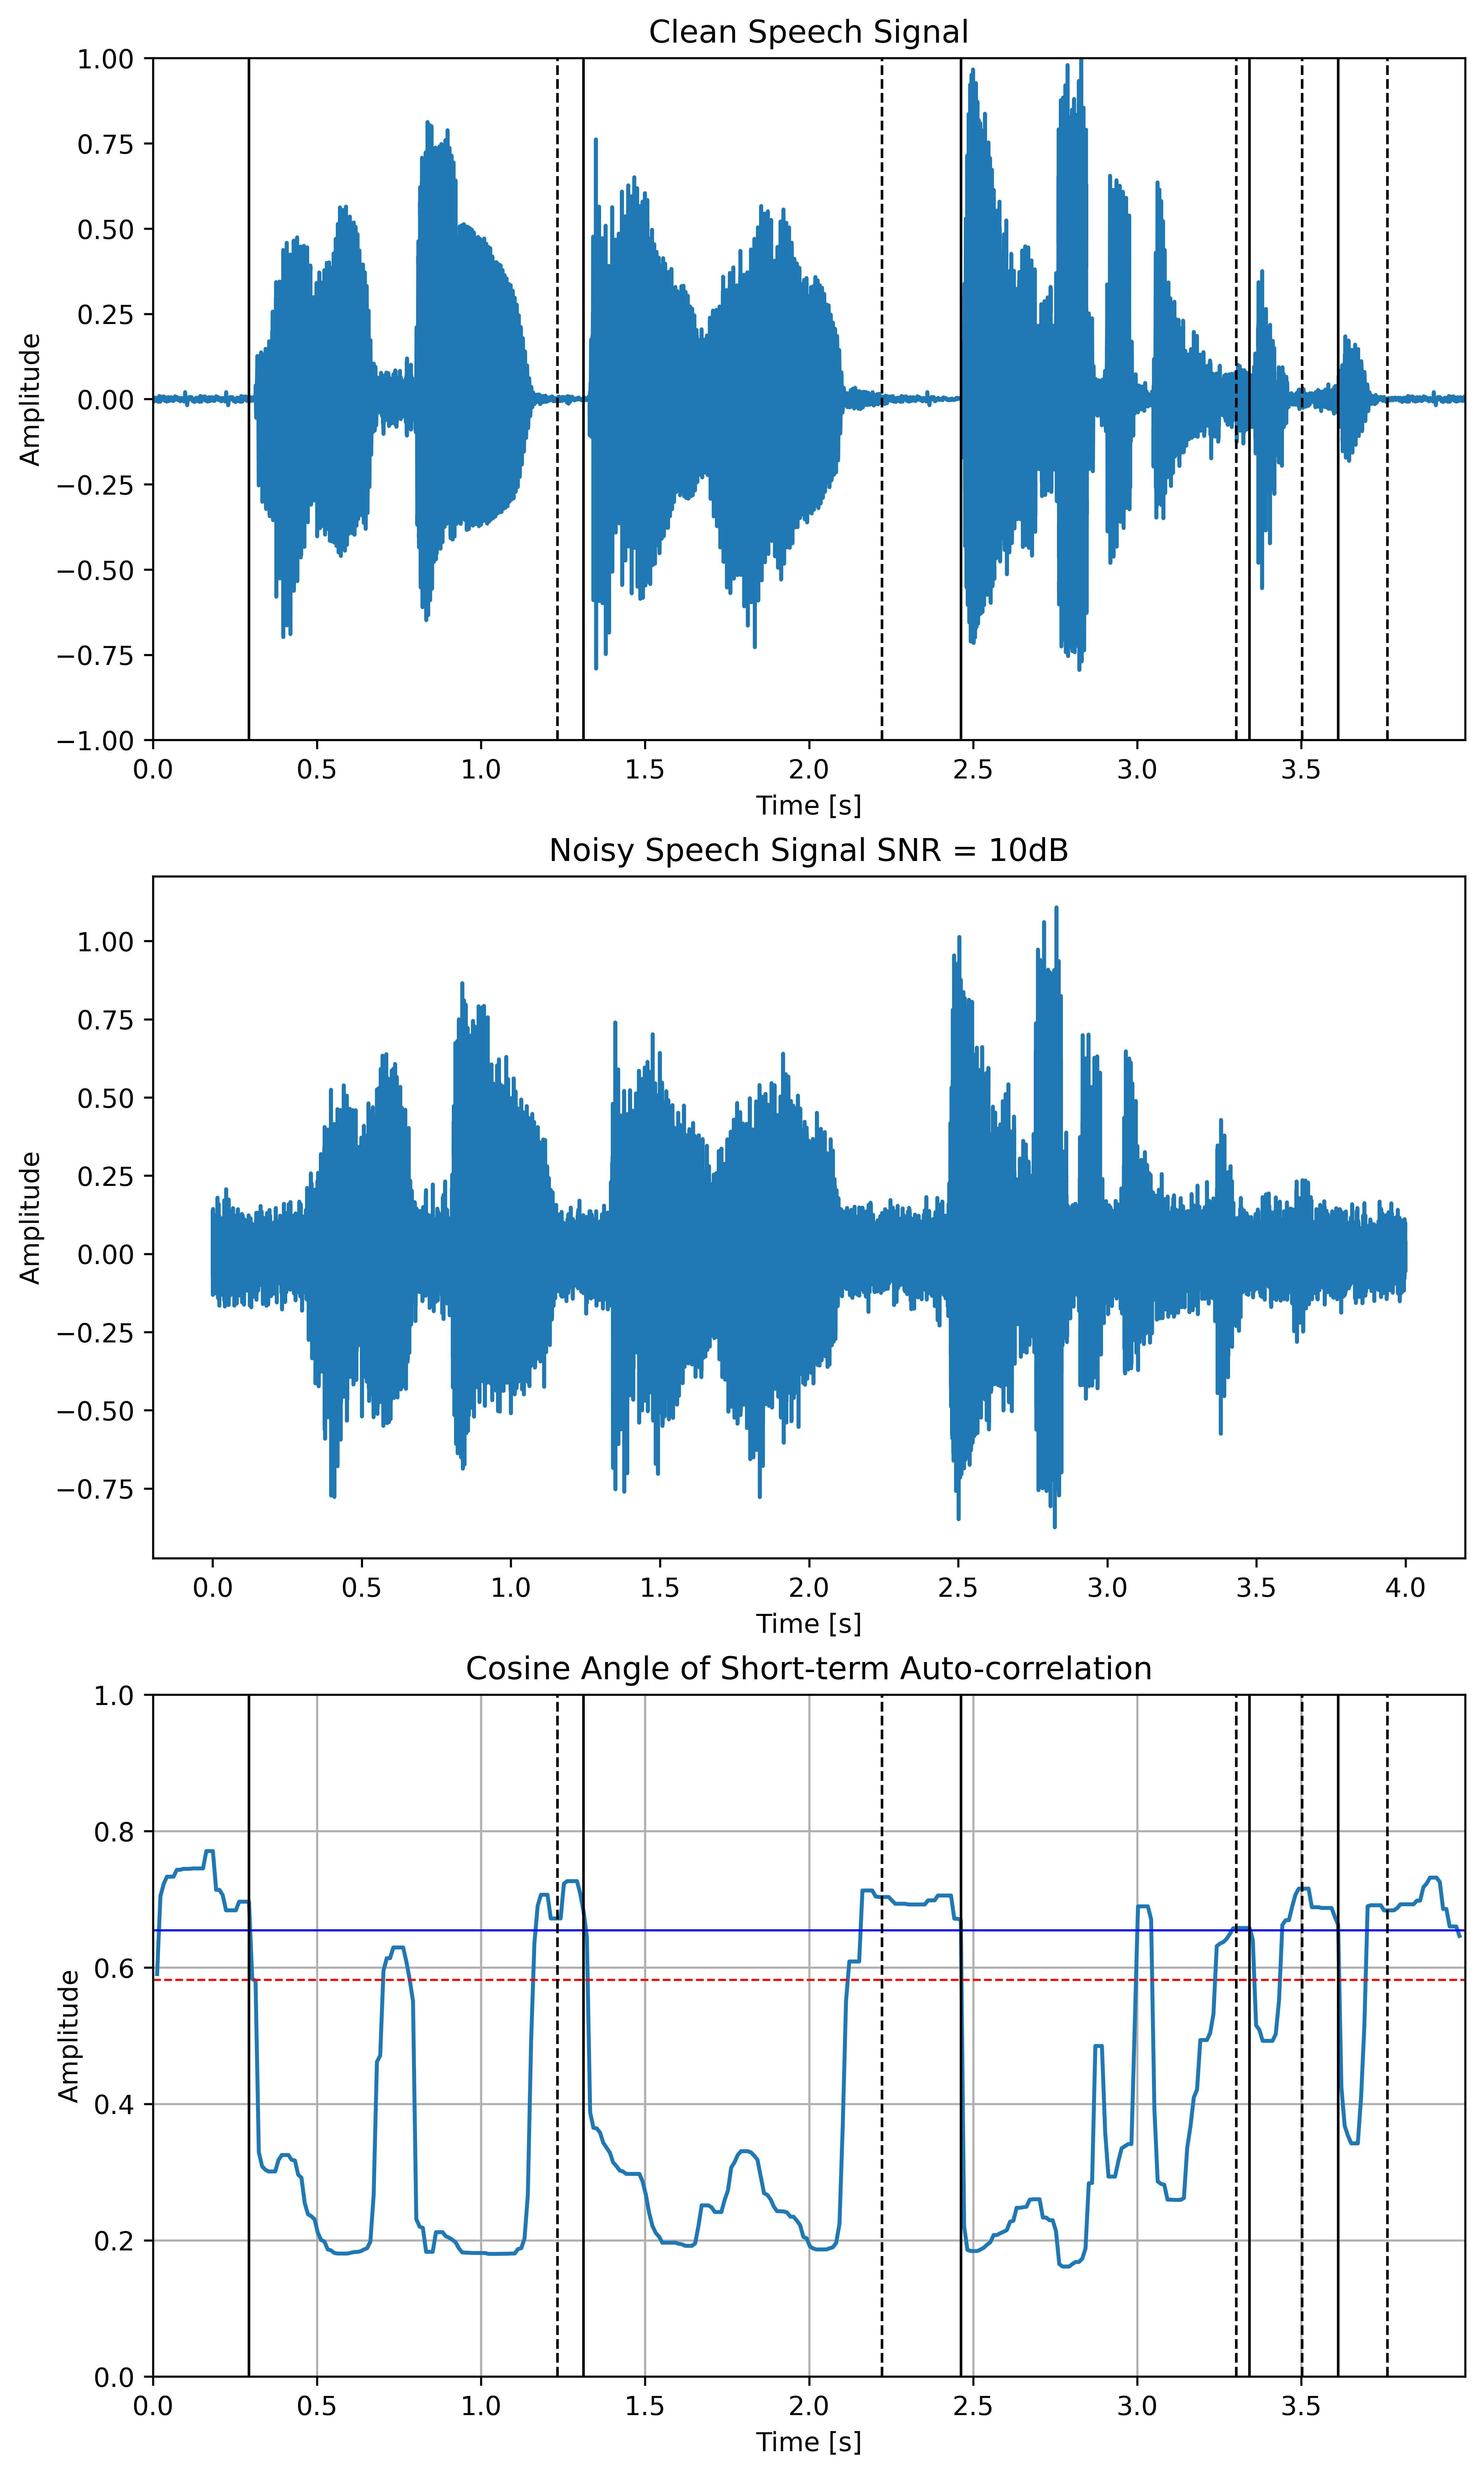 Clean Speech Signal
1.00
0.75
0.50
0.25
0.00
−0.25
−0.50
−0.75
−1.00
Amplitude
0.0 0.5 1.0 1.5 2.0 2.5 3.0 3.5
Time [s]
Noisy Speech Signal SNR = 10dB
1.00
0.75
0.50
0.25
0.00
−0.25
−0.50
−0.75
Amplitude
0.0 0.5 1.0 1.5 2.0 2.5 3.0 3.5 4.0
Time [s]
Cosine Angle of Short-term Auto-correlation
1.0
0.8
0.6
0.4
0.2
0.0
Amplitude
0.0 0.5 1.0 1.5 2.0 2.5 3.0 3.5
Time [s]